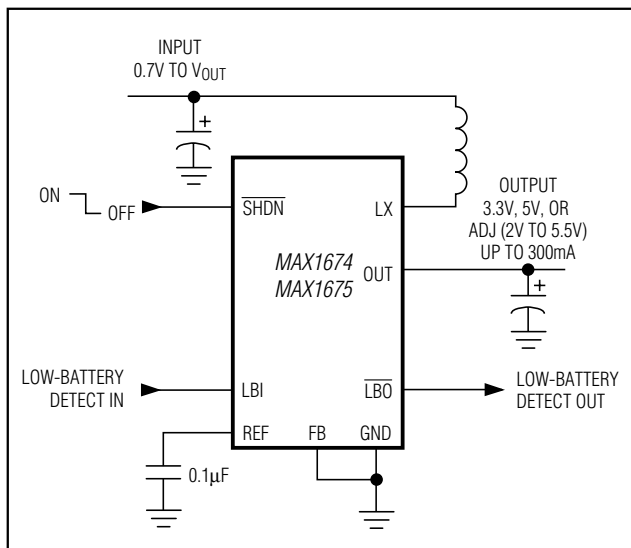 INPUT
0.7V TO VOUT
+
ON
OFF
SHDN
LX
OUTPUT
3.3V, 5V, OR
ADJ (2V TO 5.5V)
UP TO 300mA
MAX1674
MAX1675
OUT
+
LOW-BATTERY
DETECT IN
LBI
LBO
LOW-BATTERY
DETECT OUT
REF
FB
GND
0.1µF